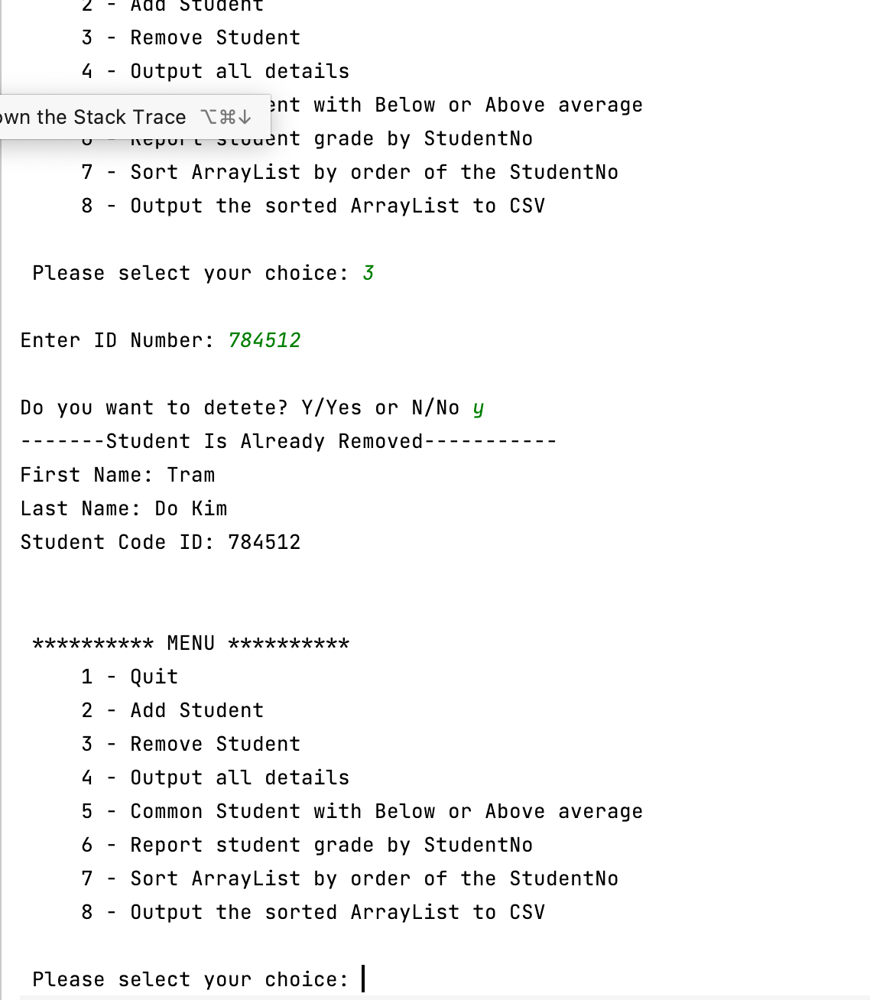 2 - Add Student
3 - Remove Student
4 - Output all details
own the Stack Trace ⌥⌘↓
ent with Below or Above average
6 - Report student grade by StudentNo
7 - Sort ArrayList by order of the StudentNo
8 - Output the sorted ArrayList to CSV
Please select your choice: 3
Enter ID Number: 784512
Do you want to detete? Y/Yes or N/No y
-------Student Is Already Removed-----------
First Name: Tram
Last Name: Do Kim
Student Code ID: 784512
********** MENU **********
1 - Quit
2 - Add Student
3 - Remove Student
4 - Output all details
5 - Common Student with Below or Above average
6 - Report student grade by StudentNo
7 - Sort ArrayList by order of the StudentNo
8 - Output the sorted ArrayList to CSV
Please select your choice: